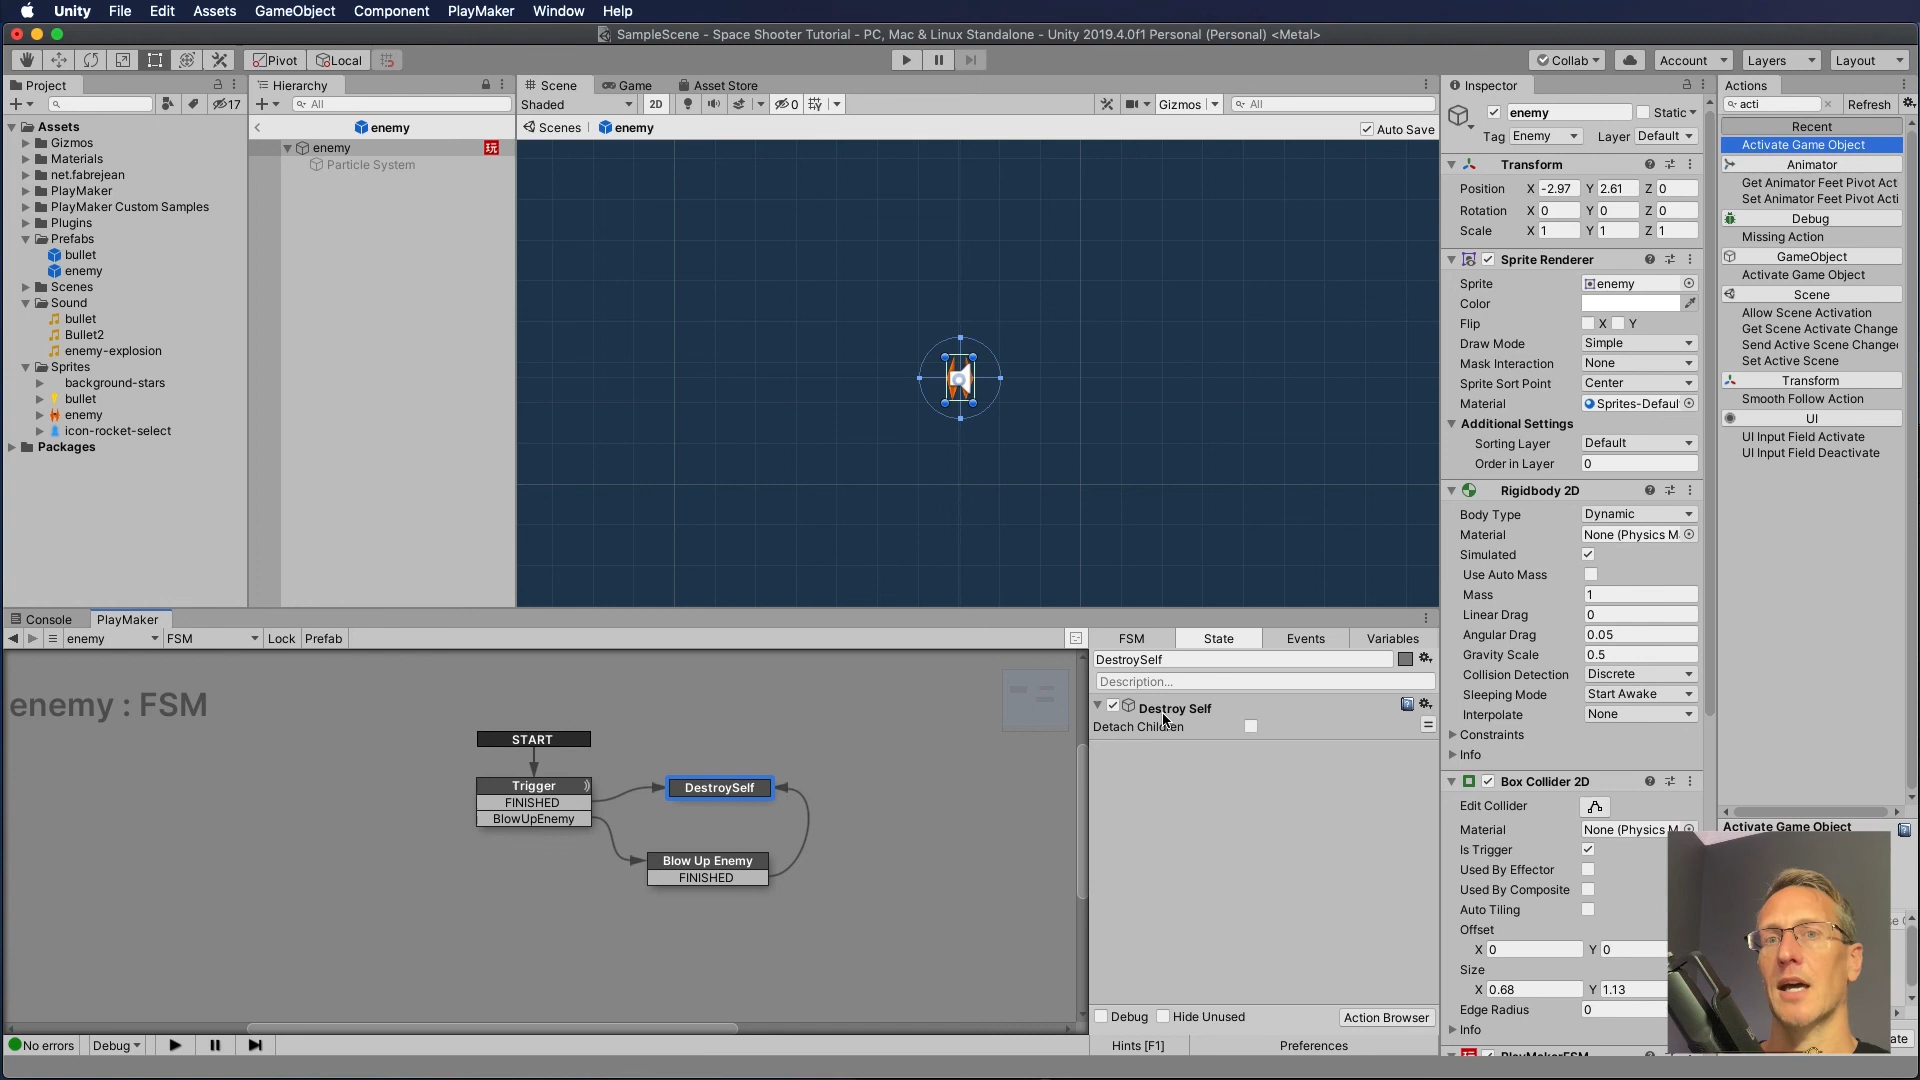 Unity File Edit Assets GameObject Component PlayMaker Window Help
SampleScene - Space Shooter Tutorial - PC, Mac & Linux Standalone - Unity 2019.4.0f1 Personal (Personal) <Metal>
Pivot Local Collab Account Layers Layout
Project
17
Assets
Gizmos
Materials
net.fabrejean
PlayMaker
PlayMaker Custom Samples
Plugins
Prefabs
bullet
enemy
Scenes
Sound
bullet
Bullet2
enemy-explosion
Sprites
background-stars
bullet
enemy
icon-rocket-select
Packages
Hierarchy
All
enemy
enemy
玩
Particle System
Scene Game Asset Store
Shaded 2D 0 Gizmos All
Scenes enemy Auto Save
Inspector
enemy Static
Tag Enemy Layer Default
Transform
Position X -2.97 Y 2.61 Z 0
Rotation X 0 Y 0 Z 0
Scale X 1 Y 1 Z 1
Sprite Renderer
Sprite enemy
Color
Flip X Y
Draw Mode Simple
Mask Interaction None
Sprite Sort Point Center
Material Sprites-Defaul
Additional Settings
Sorting Layer Default
Order in Layer 0
Rigidbody 2D
Body Type Dynamic
Material None (Physics M
Simulated
Use Auto Mass
Mass 1
Linear Drag 0
Angular Drag 0.05
Gravity Scale 0.5
Collision Detection Discrete
Sleeping Mode Start Awake
Interpolate None
Constraints
Info
Box Collider 2D
Edit Collider
Material None (Physics M
Is Trigger
Used By Effector
Used By Composite
Auto Tiling
Offset
X 0 Y 0
Size
X 0.68 Y 1.13
Edge Radius 0
Info
PlayMakerFSM
Actions
acti Refresh
Recent
Activate Game Object
Animator
Get Animator Feet Pivot Act
Set Animator Feet Pivot Acti
Debug
Missing Action
GameObject
Activate Game Object
Scene
Allow Scene Activation
Get Scene Activate Change
Send Active Scene Change
Set Active Scene
Transform
Smooth Follow Action
UI
UI Input Field Activate
UI Input Field Deactivate
Activate Game Object
Console PlayMaker
enemy FSM Lock Prefab
enemy : FSM
START
Trigger
FINISHED
BlowUpEnemy
DestroySelf
Blow Up Enemy
FINISHED
FSM State Events Variables
DestroySelf
Description...
Destroy Self
Detach Children
Debug Hide Unused Action Browser
Hints [F1] Preferences
No errors Debug